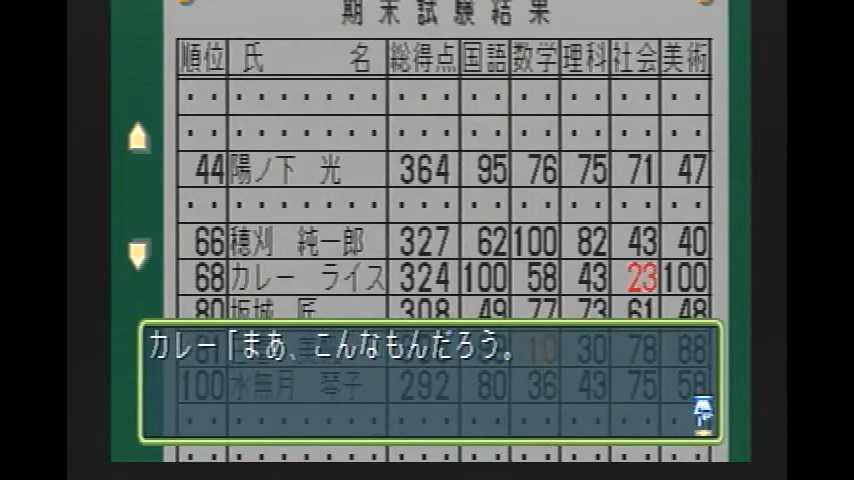 期末試験結果
順位 氏 名 総得点 国語 数学 理科 社会 美術
44 陽ノ下 光 364 95 76 75 71 47
66 穂刈 純一郎 327 62 100 82 43 40
68 カレー ライス 324 100 58 43 23 100
80 坂城 匠 308 49 77 73 61 48
カレー「まあ、こんなもんだろう。
10 30 78 88
100 水無月 琴子 292 80 36 43 75 58